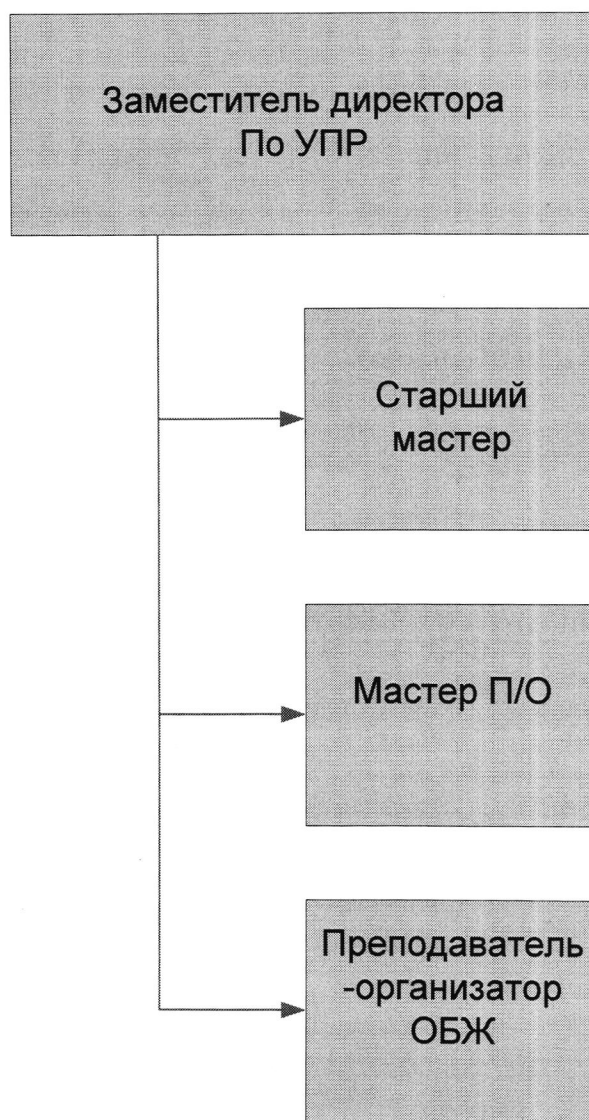 Заместитель директора
По УПР
Старший
мастер
Мастер П/О
Преподаватель
-организатор
ОБЖ